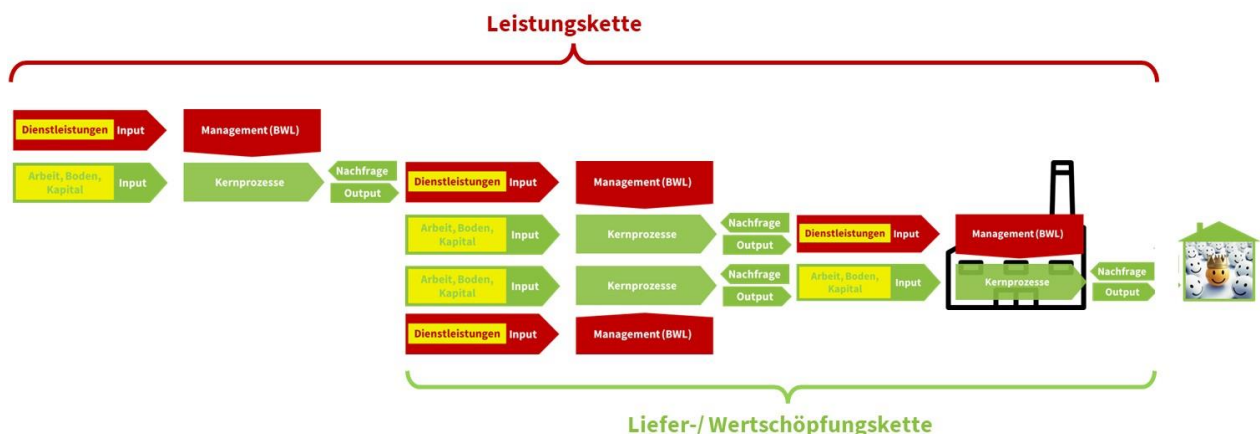 Leistungskette
Dienstleistungen Input
Management (BWL)
Arbeit, Boden,
Kapital
Input
Kernprozesse
Nachfrage
Output
Dienstleistungen Input
Management (BWL)
Arbeit, Boden,
Kapital
Input
Kernprozesse
Nachfrage
Output
Dienstleistungen Input
Management (BWL)
Arbeit, Boden,
Kapital
Input
Kernprozesse
Nachfrage
Output
Arbeit, Boden,
Kapital
Input
Kernprozesse
Nachfrage
Output
Dienstleistungen Input
Management (BWL)
Liefer-/ Wertschöpfungskette